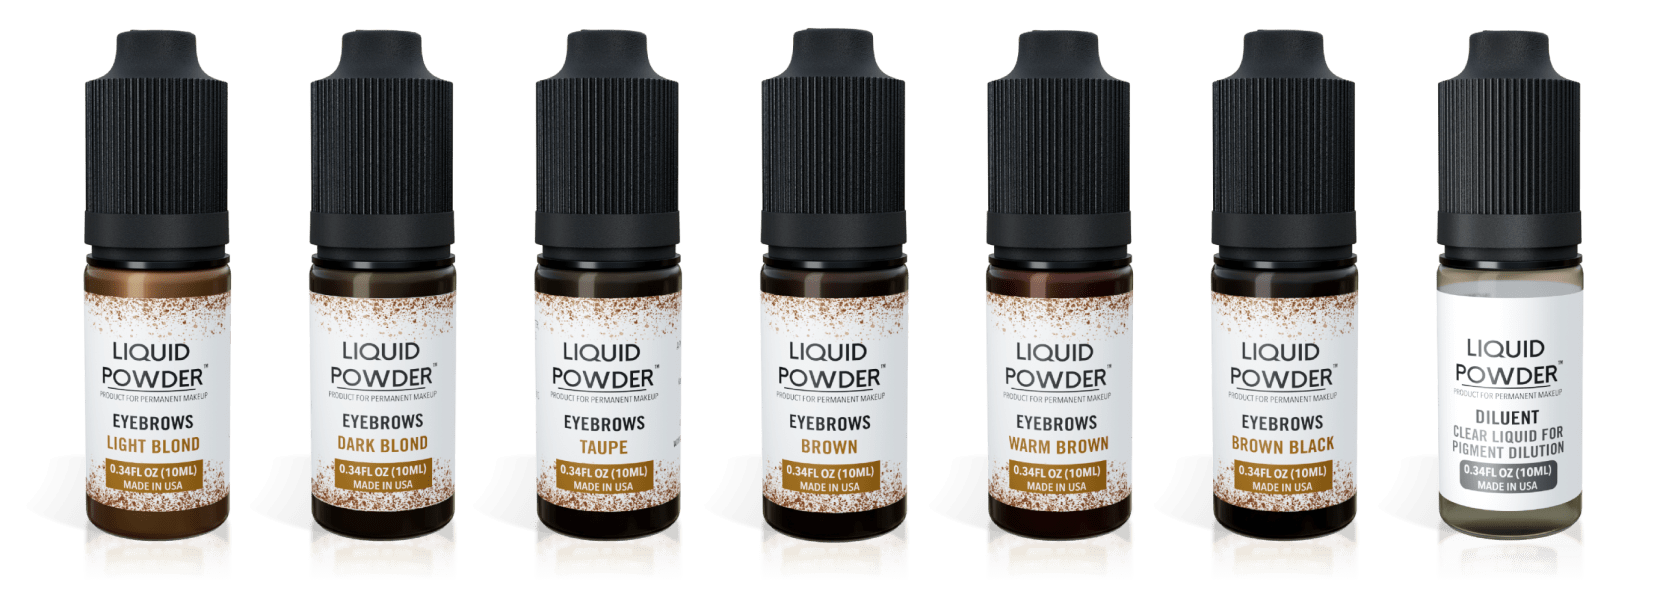 LIQUID
POWDER™
PRODUCT FOR PERMANENT MAKEUP
EYEBROWS
LIGHT BLOND
0.34FL OZ (10ML)
MADE IN USA
LIQUID
POWDER™
PRODUCT FOR PERMANENT MAKEUP
EYEBROWS
DARK BLOND
0.34FL OZ (10ML)
MADE IN USA
LIQUID
POWDER™
PRODUCT FOR PERMANENT MAKEUP
EYEBROWS
TAUPE
0.34FL OZ (10ML)
MADE IN USA
LIQUID
POWDER™
PRODUCT FOR PERMANENT MAKEUP
EYEBROWS
BROWN
0.34FL OZ (10ML)
MADE IN USA
LIQUID
POWDER™
PRODUCT FOR PERMANENT MAKEUP
EYEBROWS
WARM BROWN
0.34FL OZ (10ML)
MADE IN USA
LIQUID
POWDER™
PRODUCT FOR PERMANENT MAKEUP
EYEBROWS
BROWN BLACK
0.34FL OZ (10ML)
MADE IN USA
LIQUID
POWDER™
PRODUCT FOR PERMANENT MAKEUP
DILUENT
CLEAR LIQUID FOR
PIGMENT DILUTION
0.34FL OZ (10ML)
MADE IN USA